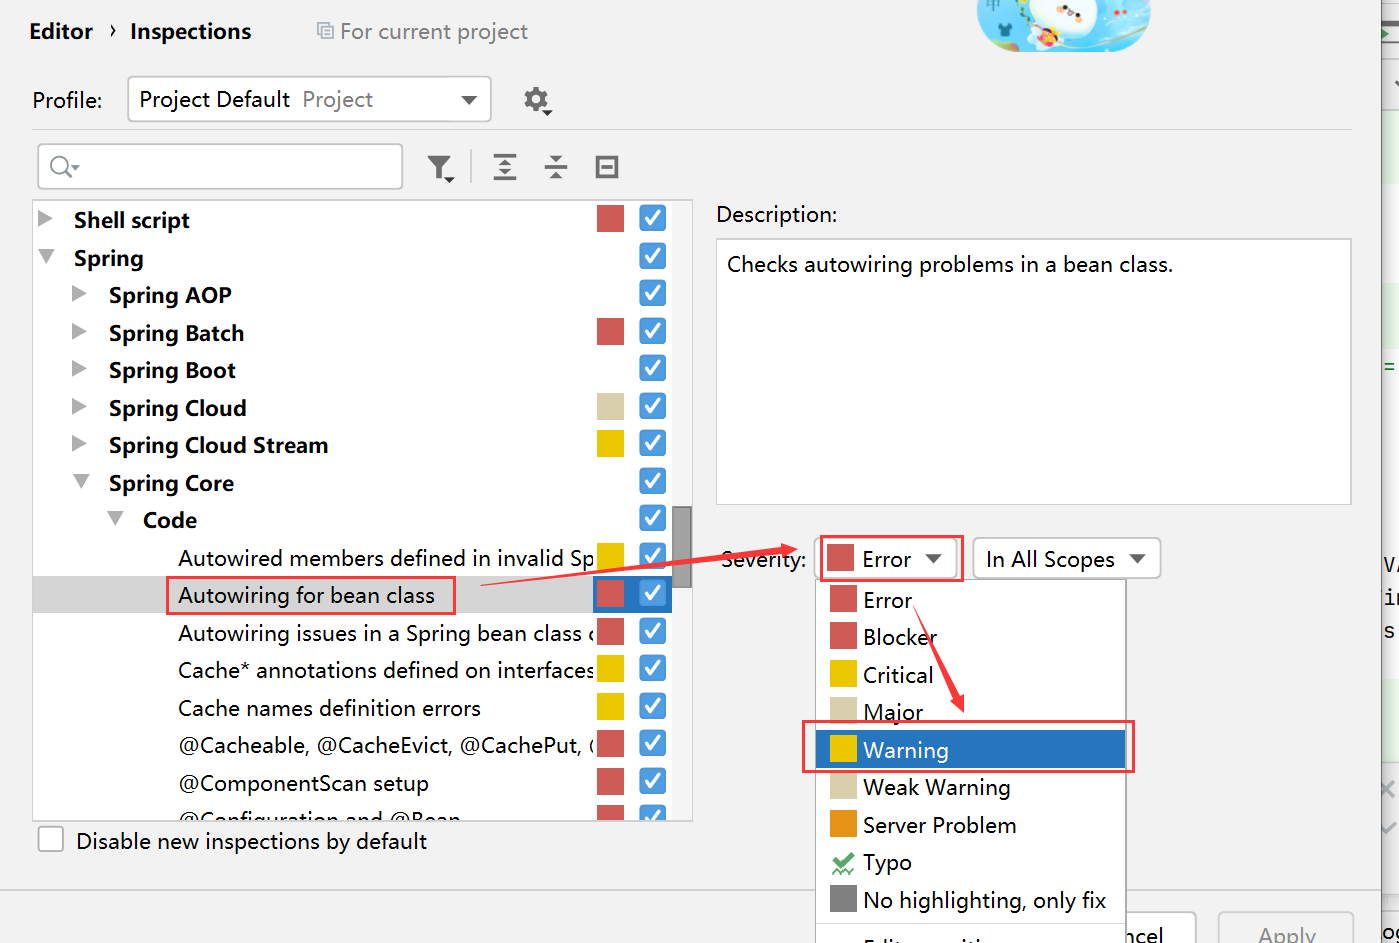 Editor › Inspections For current project
Profile: Project Default Project
Shell script
Spring
Spring AOP
Spring Batch
Spring Boot
Spring Cloud
Spring Cloud Stream
Spring Core
Code
Autowired members defined in invalid Sp
Autowiring for bean class
Autowiring issues in a Spring bean class
Cache* annotations defined on interfaces
Cache names definition errors
@Cacheable, @CacheEvict, @CachePut,
@ComponentScan setup
@Configuration and @Bean
Disable new inspections by default
Description:
Checks autowiring problems in a bean class.
Severity: Error In All Scopes
Error
Blocker
Critical
Major
Warning
Weak Warning
Server Problem
Typo
No highlighting, only fix
ncel Apply